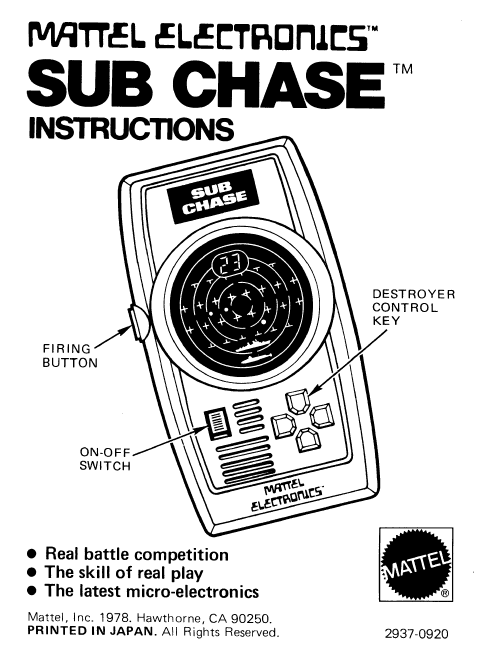 MATTEL ELECTRONICS™
SUB CHASE™
INSTRUCTIONS
SUB
CHASE
23
DESTROYER
CONTROL
KEY
FIRING
BUTTON
ON-OFF
SWITCH
MATTEL
ELECTRONICS™
● Real battle competition
● The skill of real play
● The latest micro-electronics
MATTEL
®
Mattel, Inc. 1978. Hawthorne, CA 90250.
PRINTED IN JAPAN. All Rights Reserved.
2937-0920